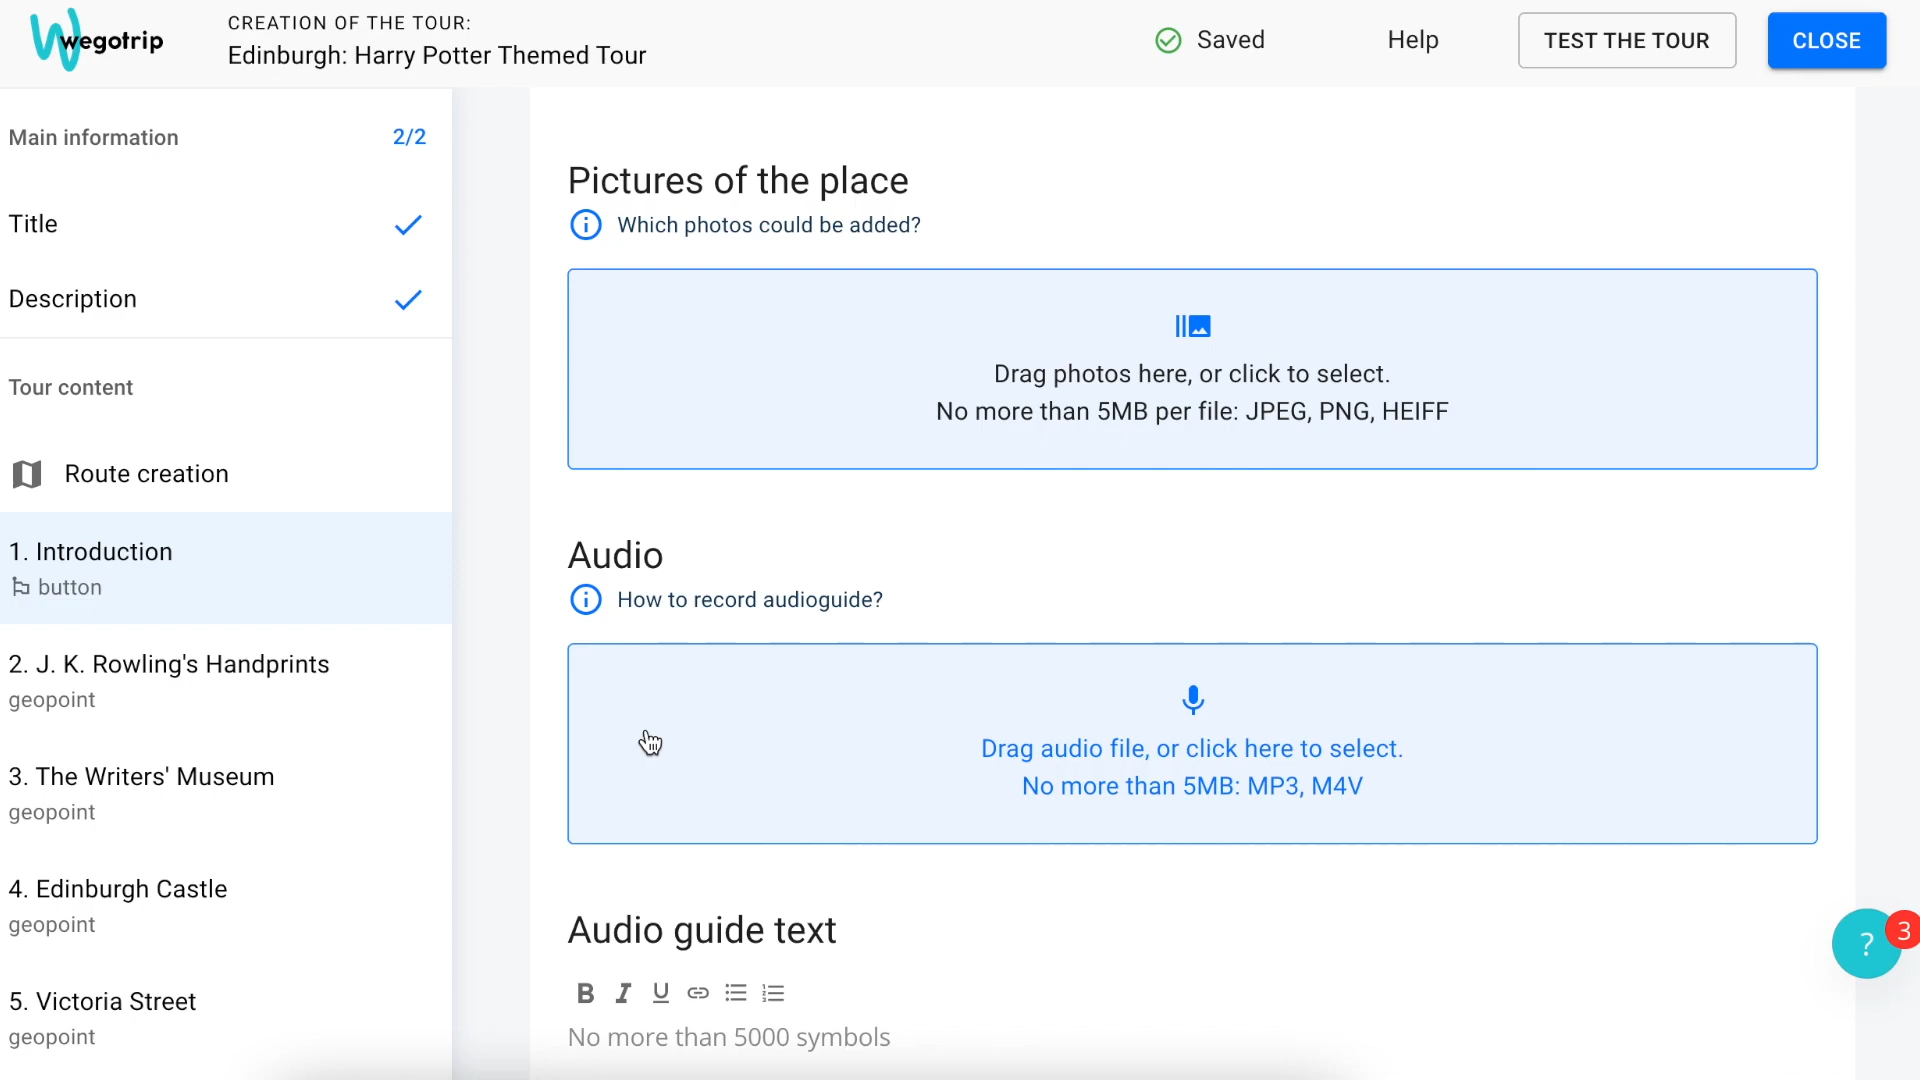 wegotrip
CREATION OF THE TOUR:
Edinburgh: Harry Potter Themed Tour
Saved
Help
TEST THE TOUR
CLOSE
Main information 2/2
Title
Description
Tour content
Route creation
1. Introduction
button
2. J. K. Rowling's Handprints
geopoint
3. The Writers' Museum
geopoint
4. Edinburgh Castle
geopoint
5. Victoria Street
geopoint
Pictures of the place
Which photos could be added?
Drag photos here, or click to select.
No more than 5MB per file: JPEG, PNG, HEIFF
Audio
How to record audioguide?
Drag audio file, or click here to select.
No more than 5MB: MP3, M4V
Audio guide text
B I U
No more than 5000 symbols
? 3